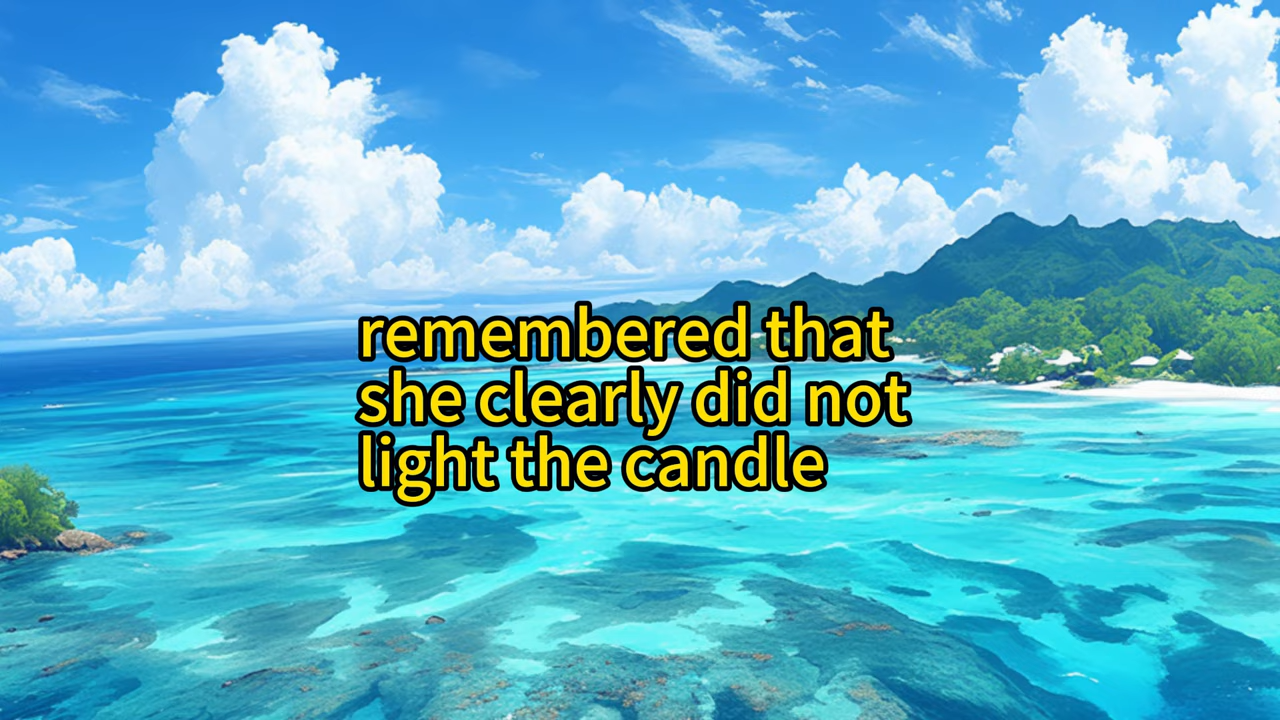 remembered that
she clearly did not
light the candle